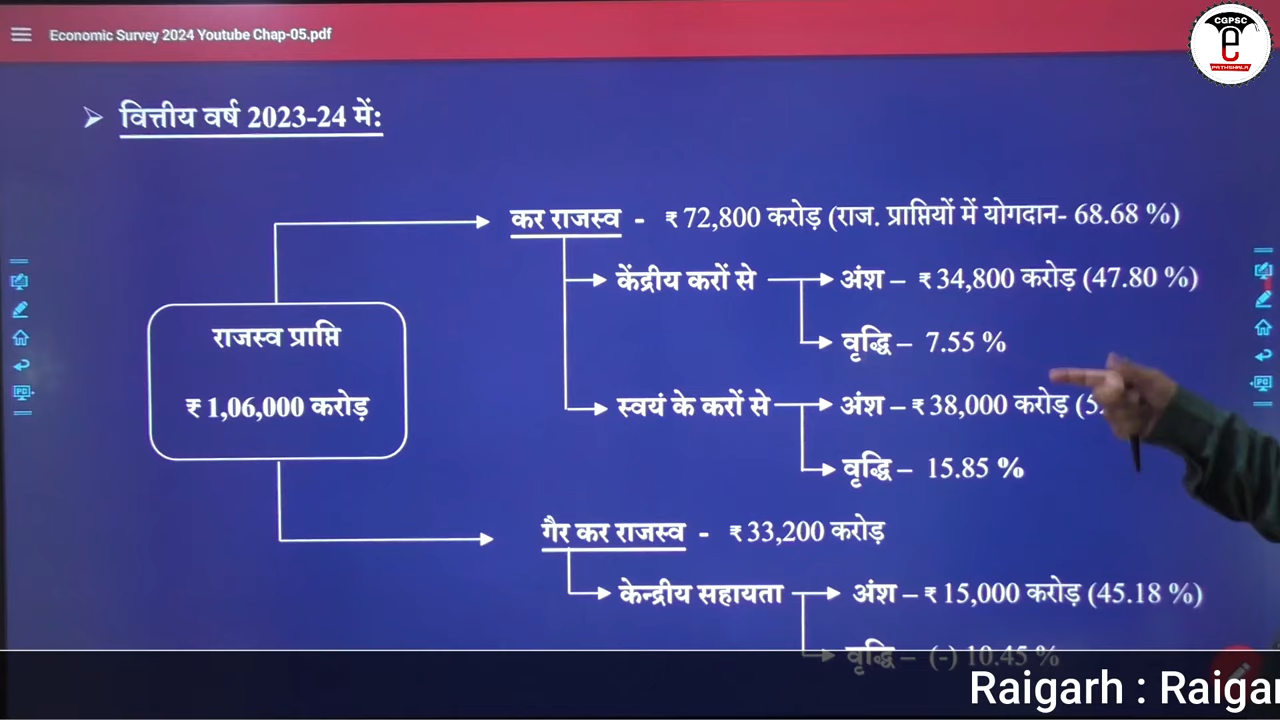 Economic Survey 2024 Youtube Chap-05.pdf
CGPSC
e
PATHSHALA
➢ वित्तीय वर्ष 2023-24 में:
कर राजस्व - ₹ 72,800 करोड़ (राज. प्राप्तियों में योगदान- 68.68 %)
केंद्रीय करों से
अंश – ₹ 34,800 करोड़ (47.80 %)
वृद्धि – 7.55 %
राजस्व प्राप्ति
₹ 1,06,000 करोड़
स्वयं के करों से
अंश – ₹ 38,000 करोड़
वृद्धि – 15.85 %
गैर कर राजस्व - ₹ 33,200 करोड़
केन्द्रीय सहायता
अंश – ₹ 15,000 करोड़ (45.18 %)
वृद्धि – (-) 10.45 %
Raigarh :